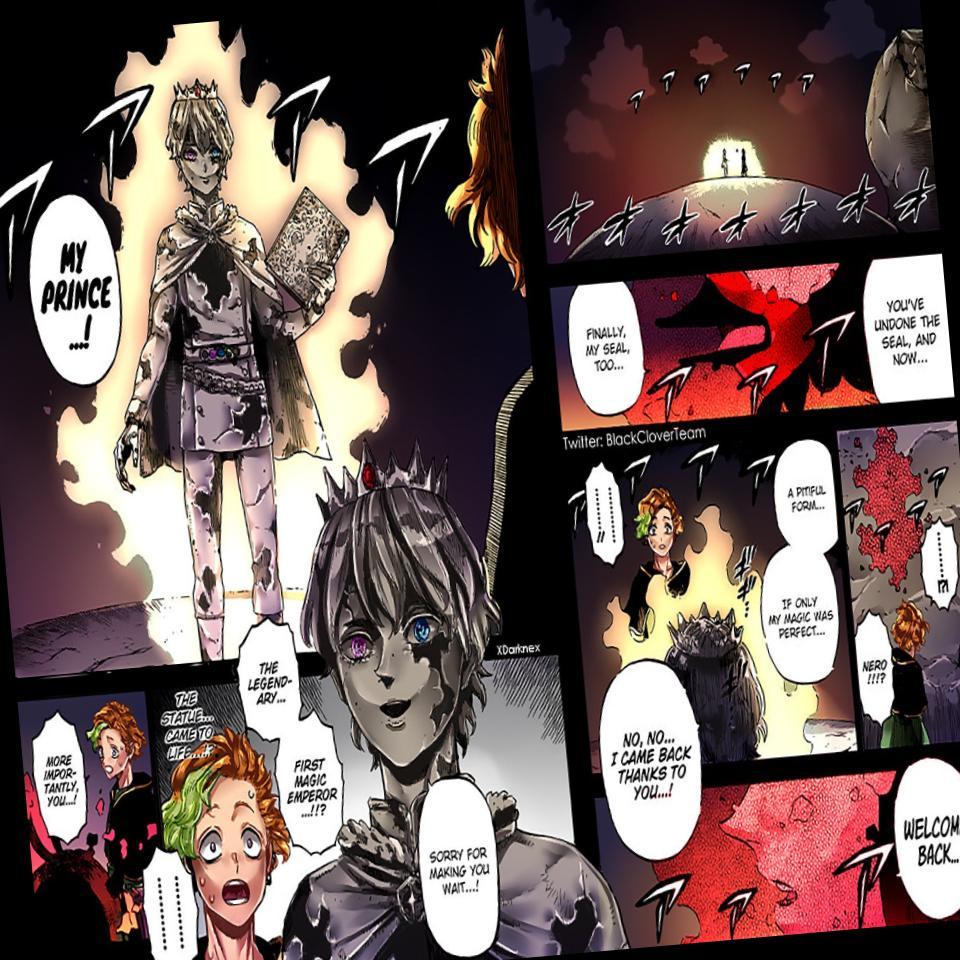 YOU'VE
UNDONE THE
SEAL, AND
NOW...
FINALLY,
MY SEAL,
TOO...
Twitter: BlackCloverTeam
..........?!
NERO
!!!?
A PITIFUL
FORM...
IF ONLY
MY MAGIC WAS
PERFECT...
.........!!
NO, NO...
I CAME BACK
THANKS TO
YOU...!
WELCOM
BACK...
MY
PRINCE
...!
XDarknex
SORRY FOR
MAKING YOU
WAIT...!
THE
LEGEND-
ARY...
FIRST
MAGIC
EMPEROR
...!!?
THE
STATUE...
CAME TO
LIFE...!?
MORE
IMPOR-
TANTLY,
YOU...!
..........